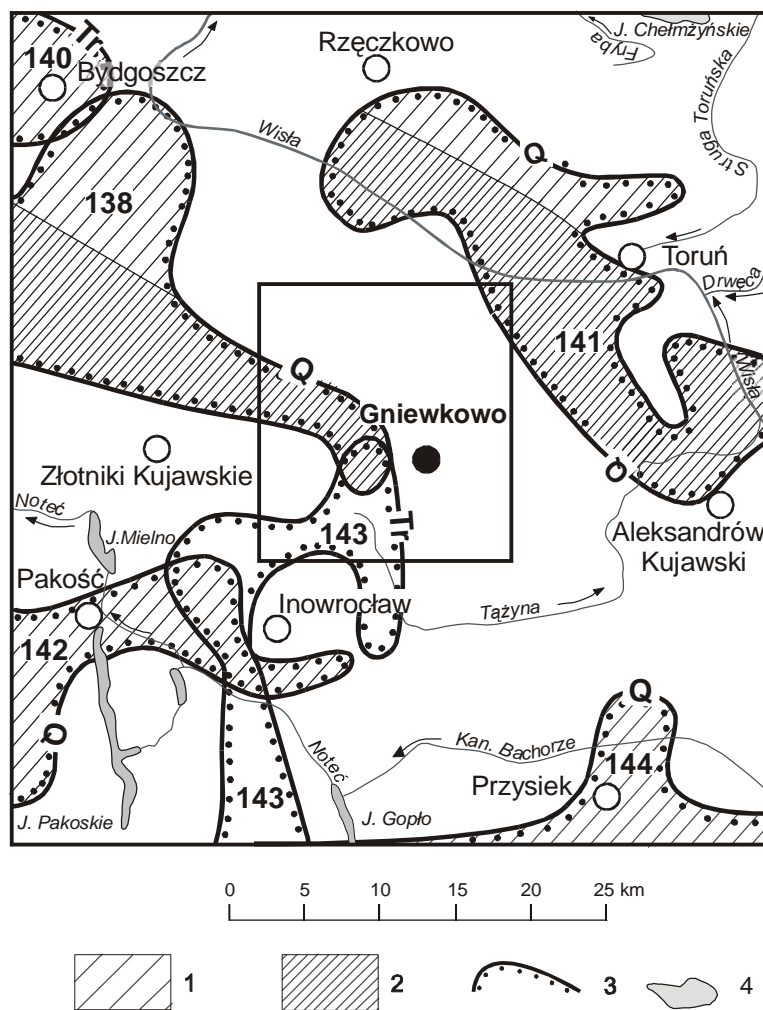 J. Chełmżyńskie
Fryba
Struga Toruńska
Rzęczkowo
Tr
140
Bydgoszcz
Wisła
Q
138
Toruń
Drwęca
141
Wisła
Q
Gniewkowo
Q
Złotniki Kujawskie
Noteć
J.Mielno
143
Tr
Aleksandrów
Kujawski
Pakość
Inowrocław
Tążyna
142
Q
Q
Noteć
Kan. Bachorze
144
Przysiek
143
J. Pakoskie
J. Gopło
0 5 10 15 20 25 km
1 2 3 4